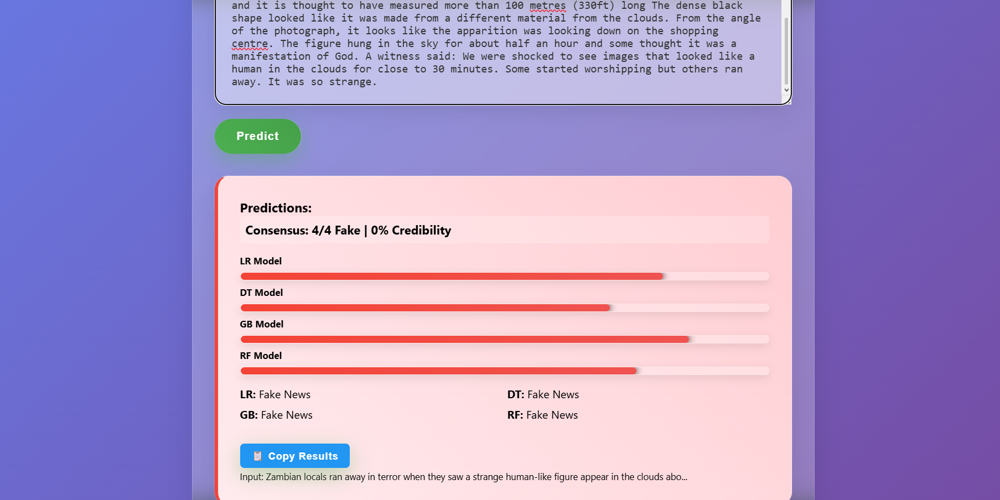 and it is thought to have measured more than 100 metres (330ft) long The dense black
shape looked like it was made from a different material from the clouds. From the angle
of the photograph, it looks like the apparition was looking down on the shopping
centre. The figure hung in the sky for about half an hour and some thought it was a
manifestation of God. A witness said: We were shocked to see images that looked like a
human in the clouds for close to 30 minutes. Some started worshipping but others ran
away. It was so strange.
Predict
Predictions:
Consensus: 4/4 Fake | 0% Credibility
LR Model
DT Model
GB Model
RF Model
LR: Fake News
DT: Fake News
GB: Fake News
RF: Fake News
Copy Results
Input: Zambian locals ran away in terror when they saw a strange human-like figure appear in the clouds abo...